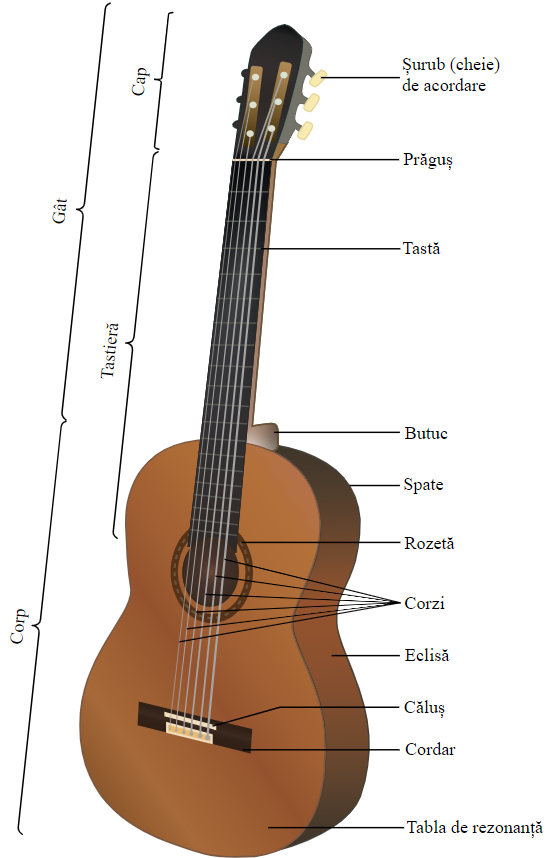 Cap
Șurub (cheie)
de acordare
Prăguș
Gât
Tastă
Tastieră
Butuc
Spate
Rozetă
Corzi
Corp
Eclisă
Căluș
Cordar
Tabla de rezonanță